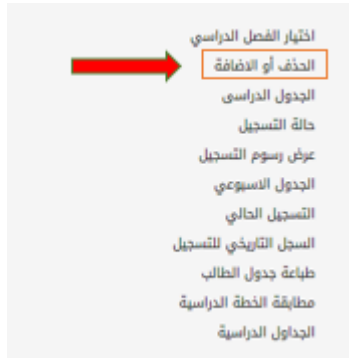 اختيار الفصل الدراسي
الحذف أو الاضافة
الجدول الدراسى
حالة التسجيل
عرض رسوم التسجيل
الجدول الاسبوعي
التسجيل الحالي
السجل التاريخي للتسجيل
طباعة جدول الطالب
مطابقة الخطة الدراسية
الجداول الدراسية